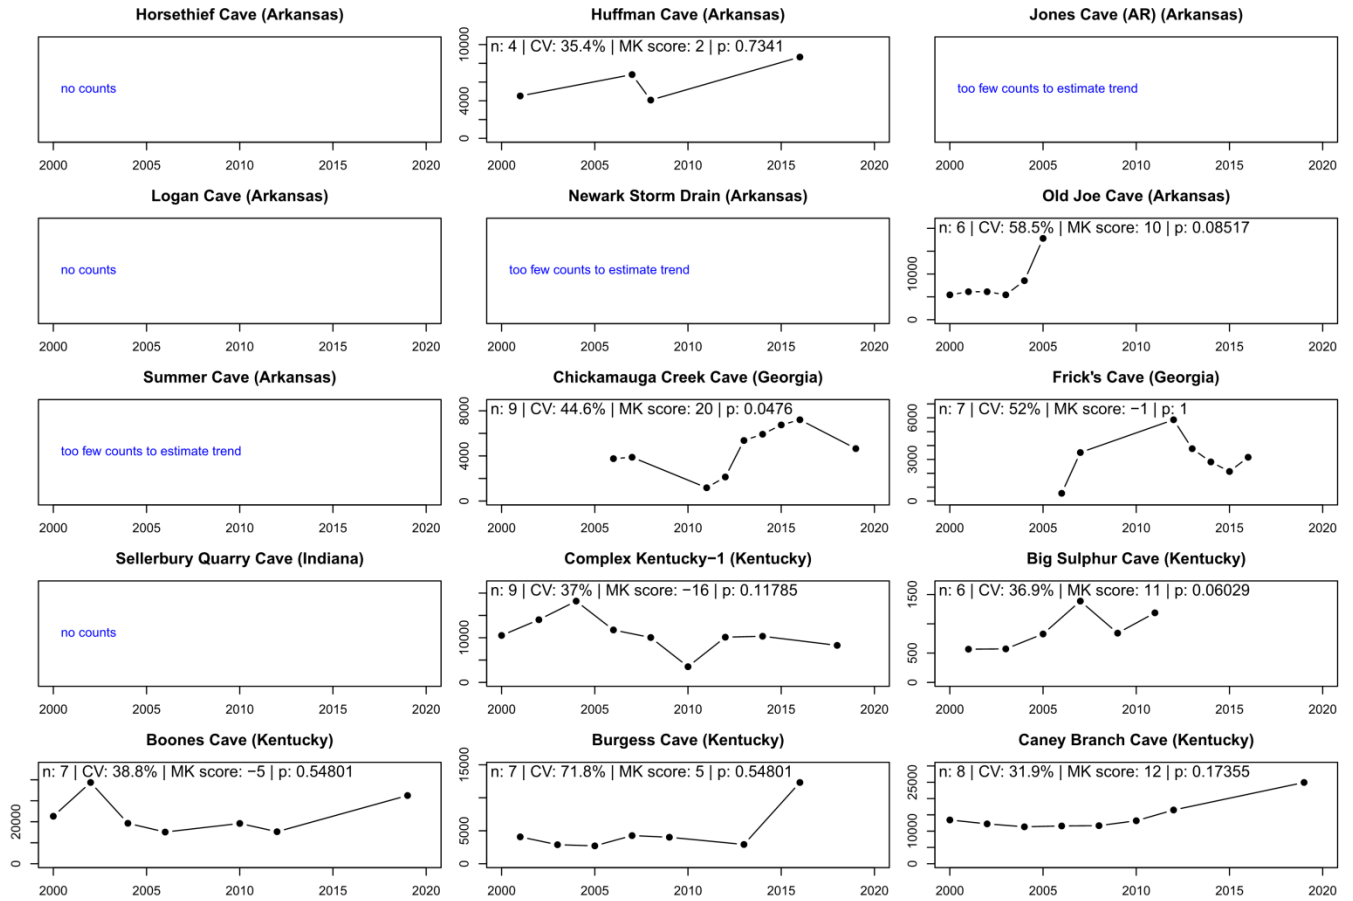 Horsethief Cave (Arkansas)
no counts
2000 2005 2010 2015 2020
Huffman Cave (Arkansas)
n: 4 | CV: 35.4% | MK score: 2 | p: 0.7341
0 4000 10000
2000 2005 2010 2015 2020
Jones Cave (AR) (Arkansas)
too few counts to estimate trend
2000 2005 2010 2015 2020
Logan Cave (Arkansas)
no counts
2000 2005 2010 2015 2020
Newark Storm Drain (Arkansas)
too few counts to estimate trend
2000 2005 2010 2015 2020
Old Joe Cave (Arkansas)
n: 6 | CV: 58.5% | MK score: 10 | p: 0.08517
0 10000
2000 2005 2010 2015 2020
Summer Cave (Arkansas)
too few counts to estimate trend
2000 2005 2010 2015 2020
Chickamauga Creek Cave (Georgia)
n: 9 | CV: 44.6% | MK score: 20 | p: 0.0476
0 4000 8000
2000 2005 2010 2015 2020
Frick's Cave (Georgia)
n: 7 | CV: 52% | MK score: −1 | p: 1
0 3000 6000
2000 2005 2010 2015 2020
Sellerbury Quarry Cave (Indiana)
no counts
2000 2005 2010 2015 2020
Complex Kentucky−1 (Kentucky)
n: 9 | CV: 37% | MK score: −16 | p: 0.11785
0 10000
2000 2005 2010 2015 2020
Big Sulphur Cave (Kentucky)
n: 6 | CV: 36.9% | MK score: 11 | p: 0.06029
0 500 1500
2000 2005 2010 2015 2020
Boones Cave (Kentucky)
n: 7 | CV: 38.8% | MK score: −5 | p: 0.54801
0 20000
2000 2005 2010 2015 2020
Burgess Cave (Kentucky)
n: 7 | CV: 71.8% | MK score: 5 | p: 0.54801
0 5000 15000
2000 2005 2010 2015 2020
Caney Branch Cave (Kentucky)
n: 8 | CV: 31.9% | MK score: 12 | p: 0.17355
0 10000 25000
2000 2005 2010 2015 2020